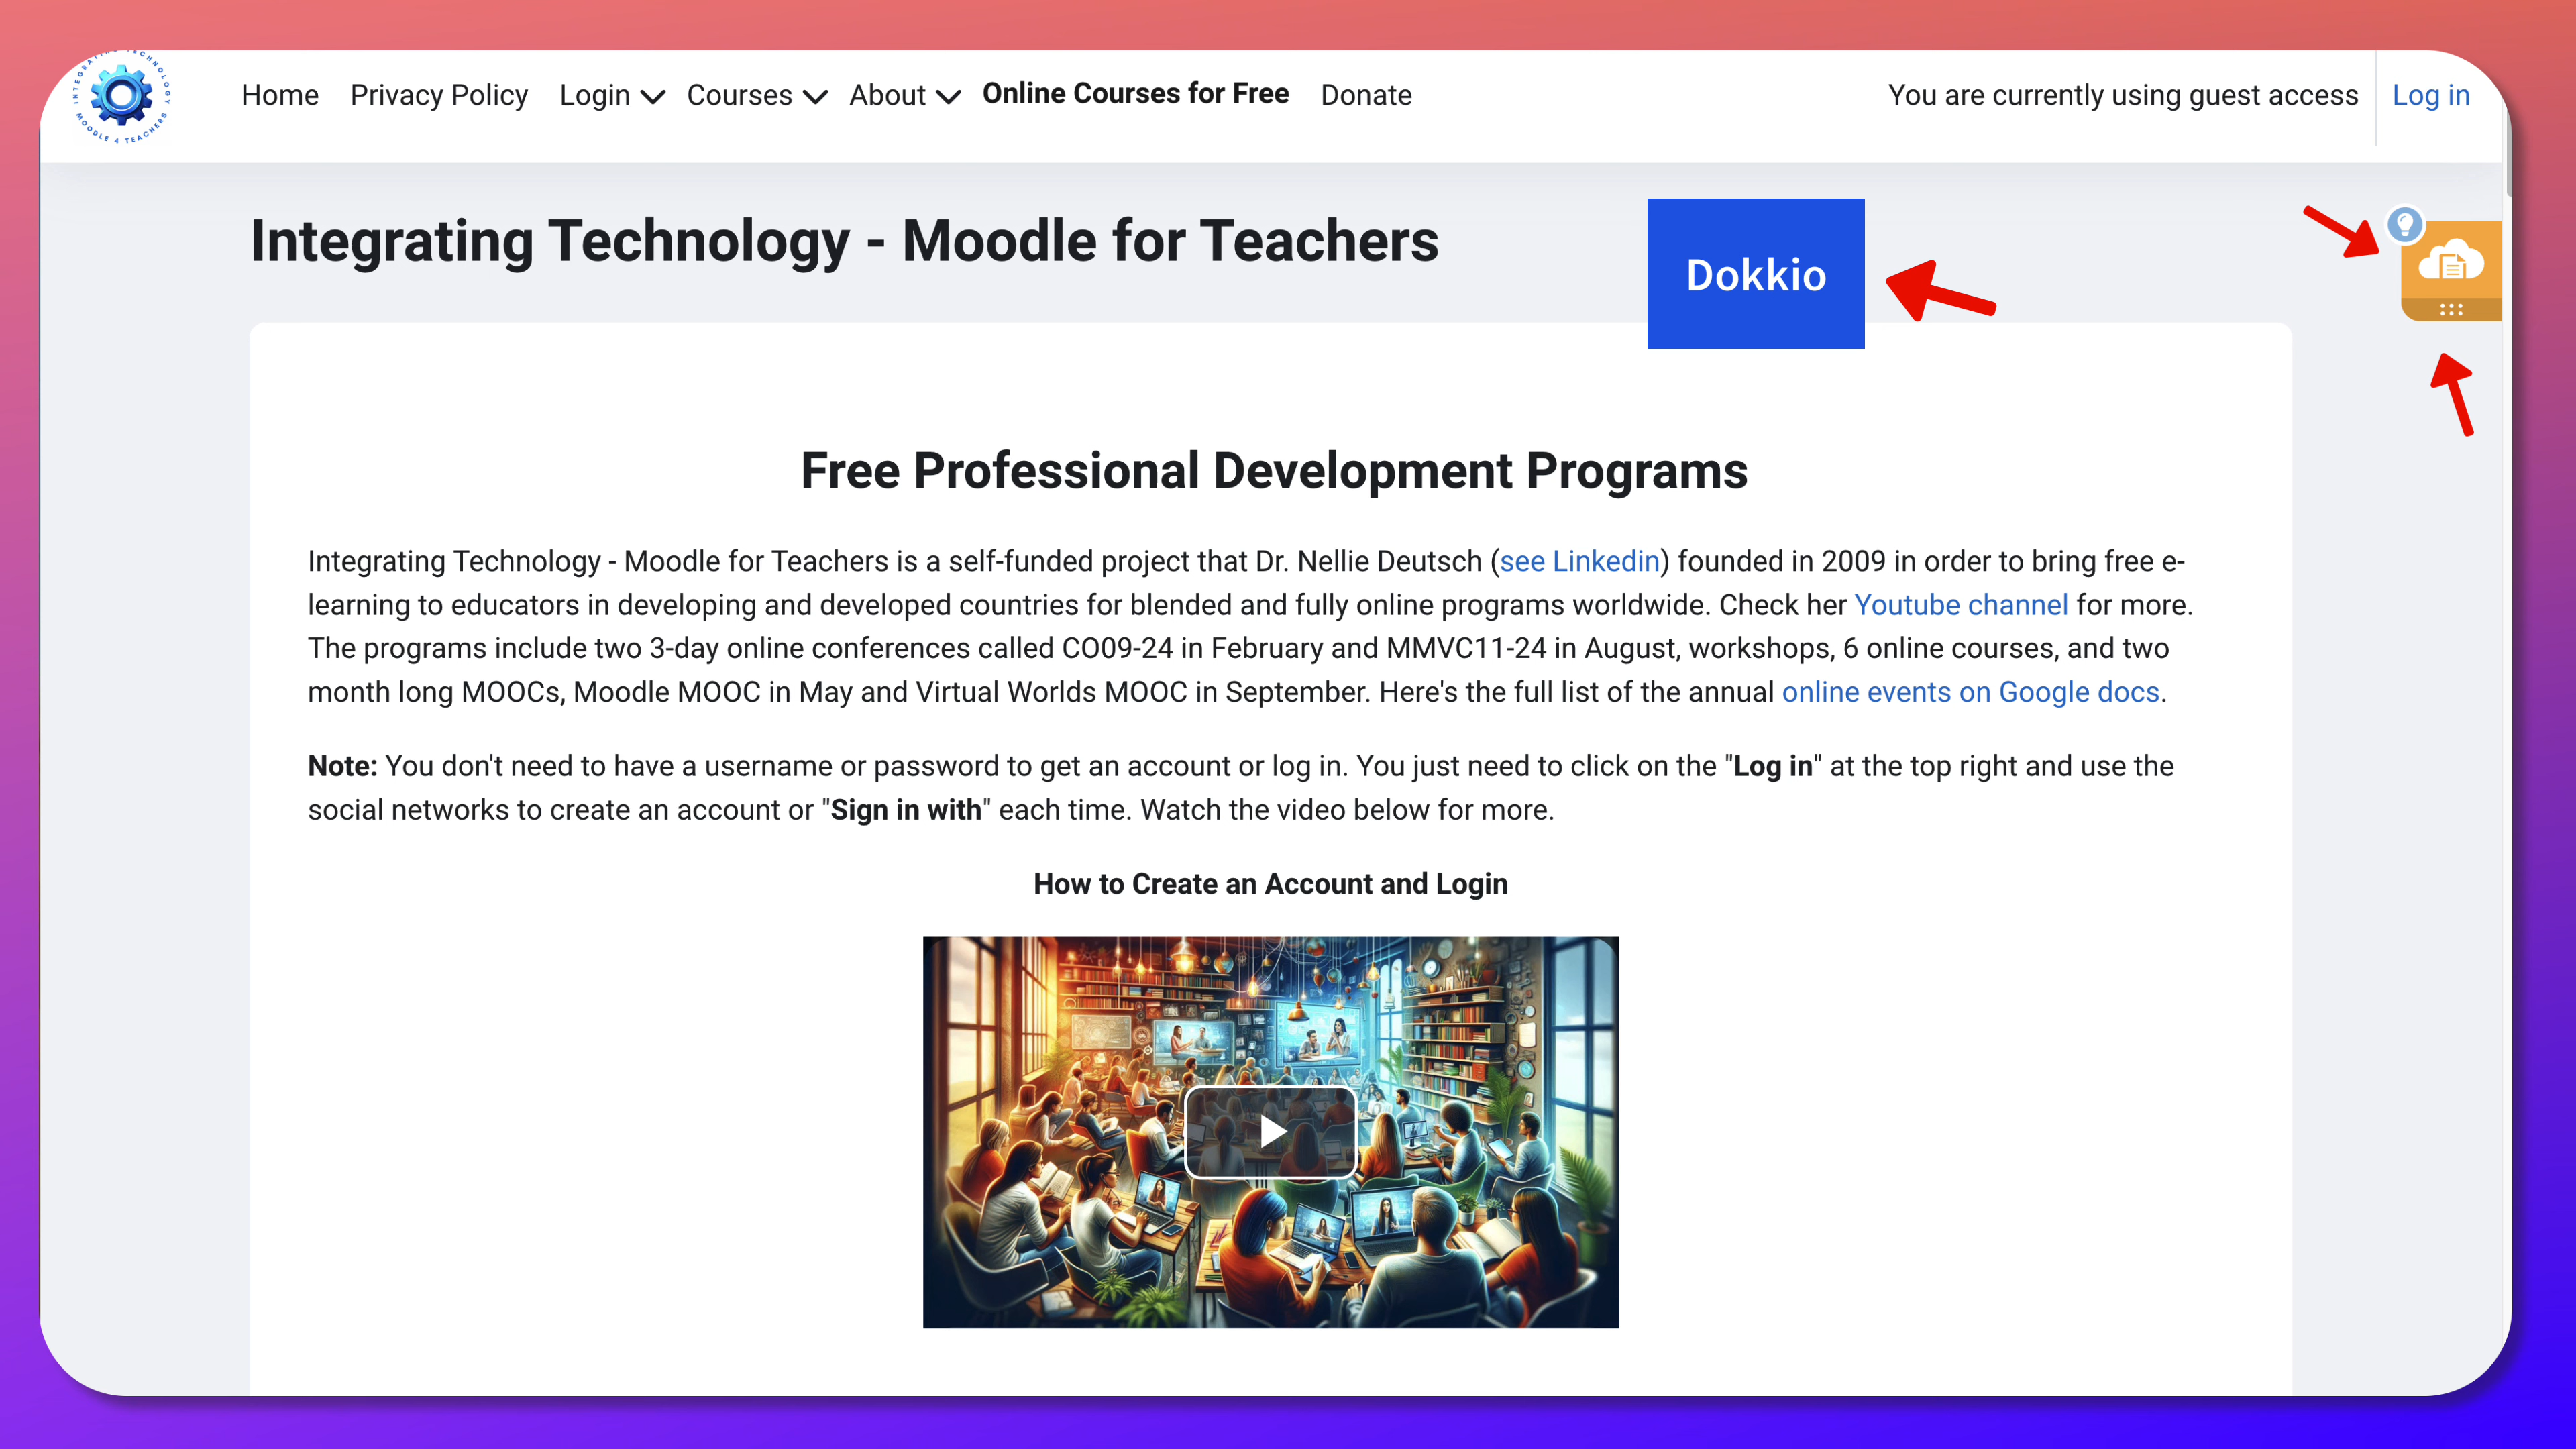 INTEGRATING TECHNOLOGY
MOODLE 4 TEACHERS
Home Privacy Policy Login Courses About Online Courses for Free Donate You are currently using guest access Log in
Integrating Technology - Moodle for Teachers
Dokkio
Free Professional Development Programs
Integrating Technology - Moodle for Teachers is a self-funded project that Dr. Nellie Deutsch (see Linkedin) founded in 2009 in order to bring free e-
learning to educators in developing and developed countries for blended and fully online programs worldwide. Check her Youtube channel for more.
The programs include two 3-day online conferences called CO09-24 in February and MMVC11-24 in August, workshops, 6 online courses, and two
month long MOOCs, Moodle MOOC in May and Virtual Worlds MOOC in September. Here's the full list of the annual online events on Google docs.
Note: You don't need to have a username or password to get an account or log in. You just need to click on the "Log in" at the top right and use the
social networks to create an account or "Sign in with" each time. Watch the video below for more.
How to Create an Account and Login